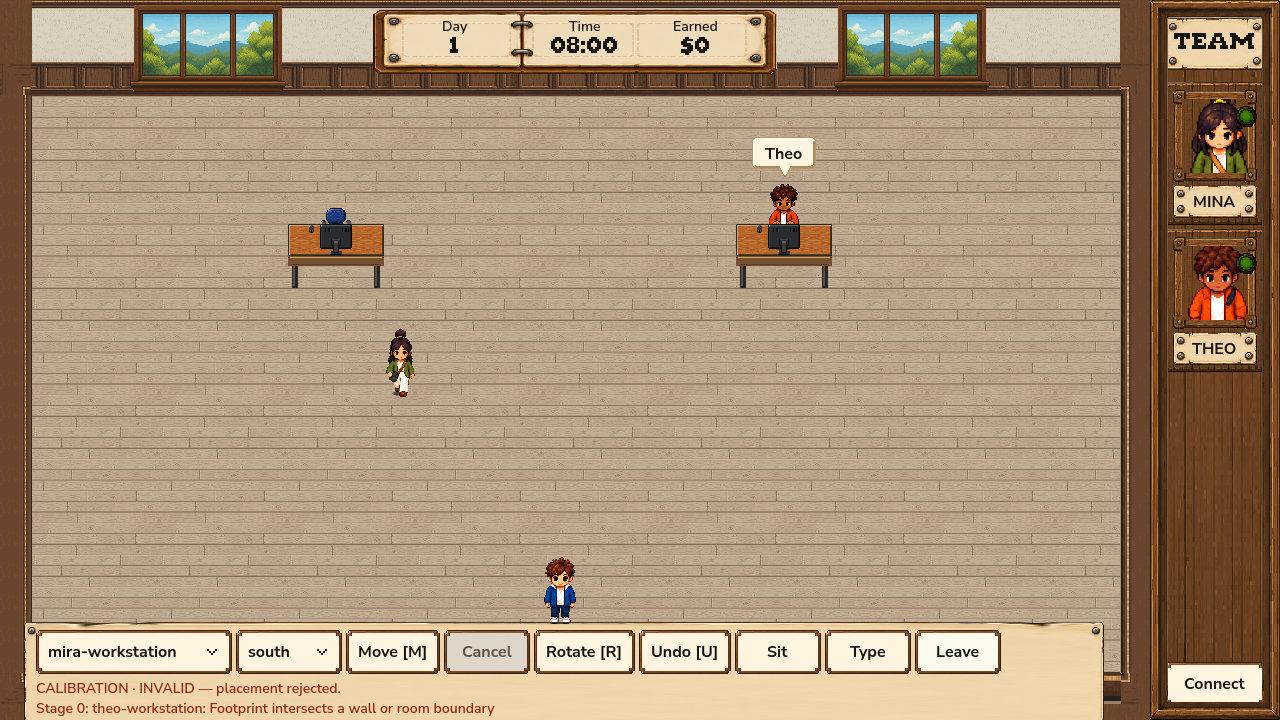 Day
1
Time
08:00
Earned
$0
TEAM
Theo
MINA
THEO
mira-workstation
south
Move [M]
Cancel
Rotate [R]
Undo [U]
Sit
Type
Leave
Connect
CALIBRATION · INVALID — placement rejected.
Stage 0: theo-workstation: Footprint intersects a wall or room boundary